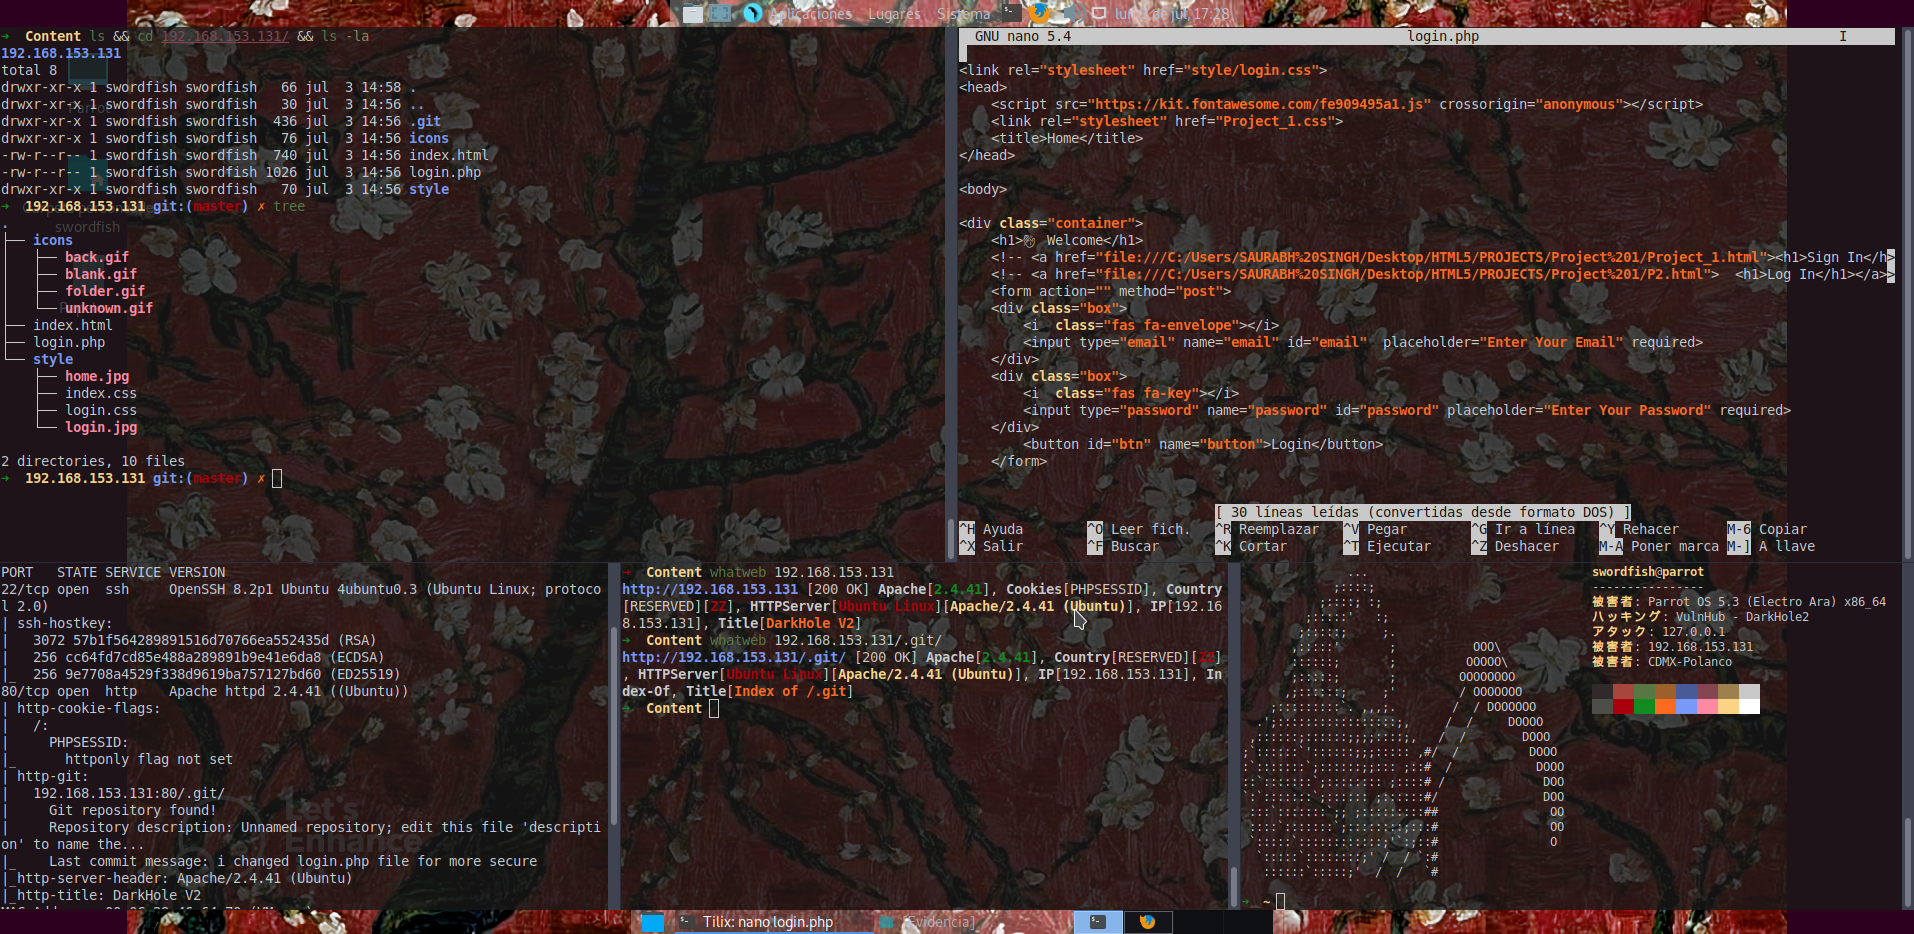 Aplicaciones Lugares Sistema lun 3 de jul, 17:28
➜ Content ls && cd 192.168.153.131/ && ls -la
192.168.153.131
total 8
drwxr-xr-x 1 swordfish swordfish 66 jul 3 14:58 .
drwxr-xr-x 1 swordfish swordfish 30 jul 3 14:56 ..
drwxr-xr-x 1 swordfish swordfish 436 jul 3 14:56 .git
drwxr-xr-x 1 swordfish swordfish 76 jul 3 14:56 icons
-rw-r--r-- 1 swordfish swordfish 740 jul 3 14:56 index.html
-rw-r--r-- 1 swordfish swordfish 1026 jul 3 14:56 login.php
drwxr-xr-x 1 swordfish swordfish 70 jul 3 14:56 style
➜ 192.168.153.131 git:(master) ✗ tree
swordfish
.
├── icons
│   ├── back.gif
│   ├── blank.gif
│   ├── folder.gif
│   └── unknown.gif
├── index.html
├── login.php
└── style
    ├── home.jpg
    ├── index.css
    ├── login.css
    └── login.jpg
2 directories, 10 files
➜ 192.168.153.131 git:(master) ✗
GNU nano 5.4 login.php I
<link rel="stylesheet" href="style/login.css">
<head>
<script src="https://kit.fontawesome.com/fe909495a1.js" crossorigin="anonymous"></script>
<link rel="stylesheet" href="Project_1.css">
<title>Home</title>
</head>
<body>
<div class="container">
<h1>👋 Welcome</h1>
<!-- <a href="file:///C:/Users/SAURABH%20SINGH/Desktop/HTML5/PROJECTS/Project%201/Project_1.html"><h1>Sign In</h>
<!-- <a href="file:///C:/Users/SAURABH%20SINGH/Desktop/HTML5/PROJECTS/Project%201/P2.html"> <h1>Log In</h1></a>>
<form action="" method="post">
<div class="box">
<i class="fas fa-envelope"></i>
<input type="email" name="email" id="email" placeholder="Enter Your Email" required>
</div>
<div class="box">
<i class="fas fa-key"></i>
<input type="password" name="password" id="password" placeholder="Enter Your Password" required>
</div>
<button id="btn" name="button">Login</button>
</form>
[ 30 líneas leídas (convertidas desde formato DOS) ]
^H Ayuda ^O Leer fich. ^R Reemplazar ^V Pegar ^G Ir a línea ^Y Rehacer M-6 Copiar
^X Salir ^F Buscar ^K Cortar ^T Ejecutar ^Z Deshacer M-A Poner marca M-] A llave
PORT STATE SERVICE VERSION
22/tcp open ssh OpenSSH 8.2p1 Ubuntu 4ubuntu0.3 (Ubuntu Linux; protoco
l 2.0)
| ssh-hostkey:
|   3072 57b1f564289891516d70766ea552435d (RSA)
|   256 cc64fd7cd85e488a289891b9e41e6da8 (ECDSA)
|_  256 9e7708a4529f338d9619ba757127bd60 (ED25519)
80/tcp open http Apache httpd 2.4.41 ((Ubuntu))
| http-cookie-flags:
|   /:
|     PHPSESSID:
|_      httponly flag not set
| http-git:
|   192.168.153.131:80/.git/
|     Git repository found!
|     Repository description: Unnamed repository; edit this file 'descripti
on' to name the...
|_    Last commit message: i changed login.php file for more secure
|_http-server-header: Apache/2.4.41 (Ubuntu)
|_http-title: DarkHole V2
Let's
Enhance
➜ Content whatweb 192.168.153.131
http://192.168.153.131 [200 OK] Apache[2.4.41], Cookies[PHPSESSID], Country
[RESERVED][ZZ], HTTPServer[Ubuntu Linux][Apache/2.4.41 (Ubuntu)], IP[192.16
8.153.131], Title[DarkHole V2]
➜ Content whatweb 192.168.153.131/.git/
http://192.168.153.131/.git/ [200 OK] Apache[2.4.41], Country[RESERVED][ZZ]
, HTTPServer[Ubuntu Linux][Apache/2.4.41 (Ubuntu)], IP[192.168.153.131], In
dex-Of, Title[Index of /.git]
➜ Content
swordfish@parrot
----------------
被害者: Parrot OS 5.3 (Electro Ara) x86_64
ハッキング: VulnHub - DarkHole2
アタック: 127.0.0.1
被害者: 192.168.153.131
被害者: CDMX-Polanco
➜ ~
Tilix: nano login.php
[Evidencia]